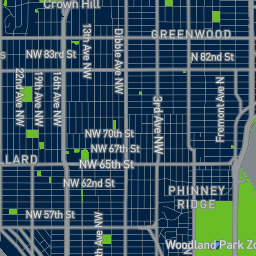 Crown Hill
13th Ave NW
Dibble Ave NW
GREENWOOD
NW 83rd St
N 82nd St
22nd Ave NW
19th Ave NW
16th Ave NW
3rd Ave NW
Fremont Ave N
NW 70th St
NW 67th St
LLARD
NW 65th St
NW 62nd St
PHINNEY
RIDGE
NW 57th St
th Ave NW
Woodland Park Zo